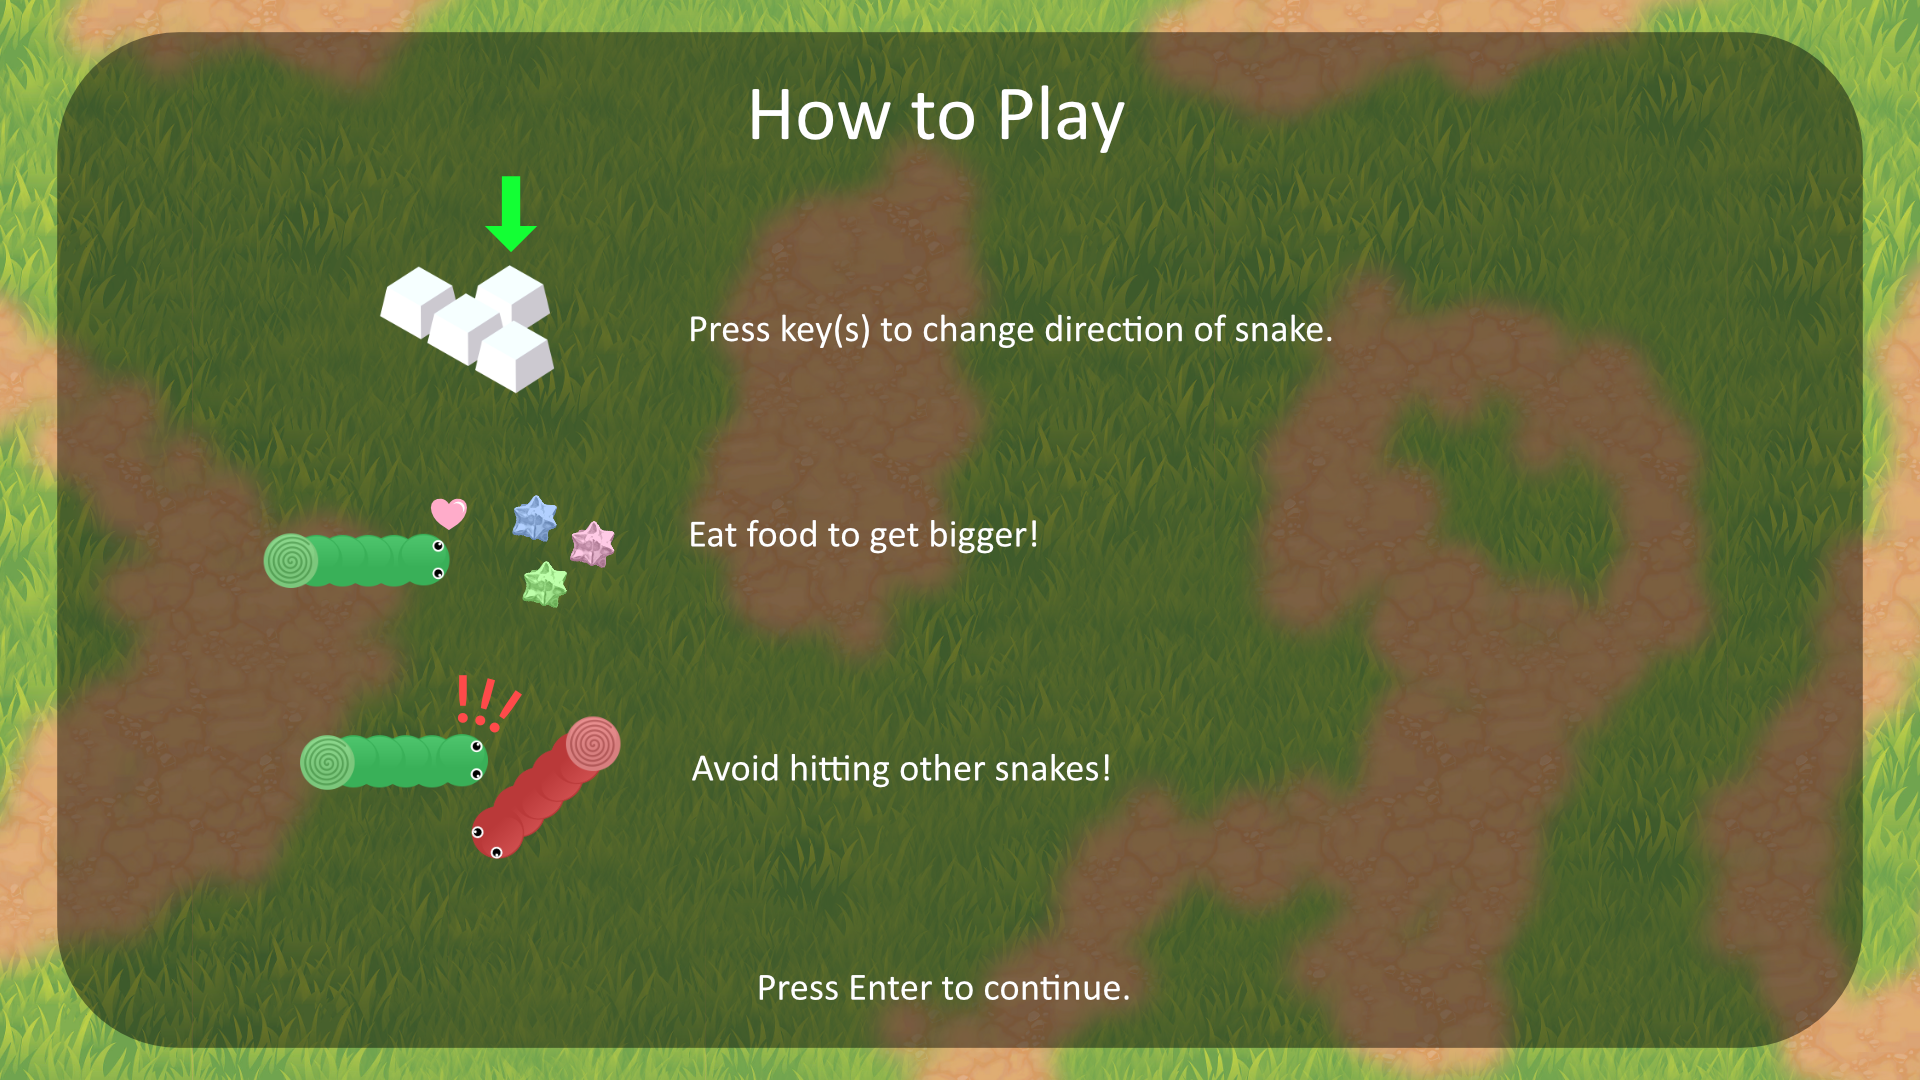 How to Play
Press key(s) to change direction of snake.
Eat food to get bigger!
!!!
Avoid hitting other snakes!
Press Enter to continue.